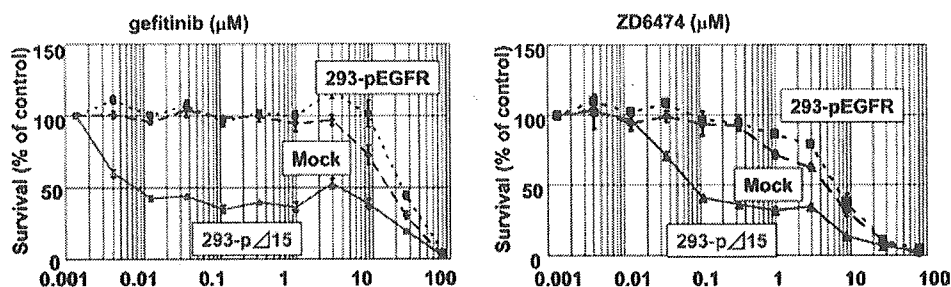 gefitinib (μM)
Survival (% of control)
150
100
50
0
293-pEGFR
Mock
293-p⊿15
0.001 0.01 0.1 1 10 100
ZD6474 (μM)
Survival (% of control)
150
100
50
0
293-pEGFR
Mock
293-p⊿15
0.001 0.01 0.1 1 10 100